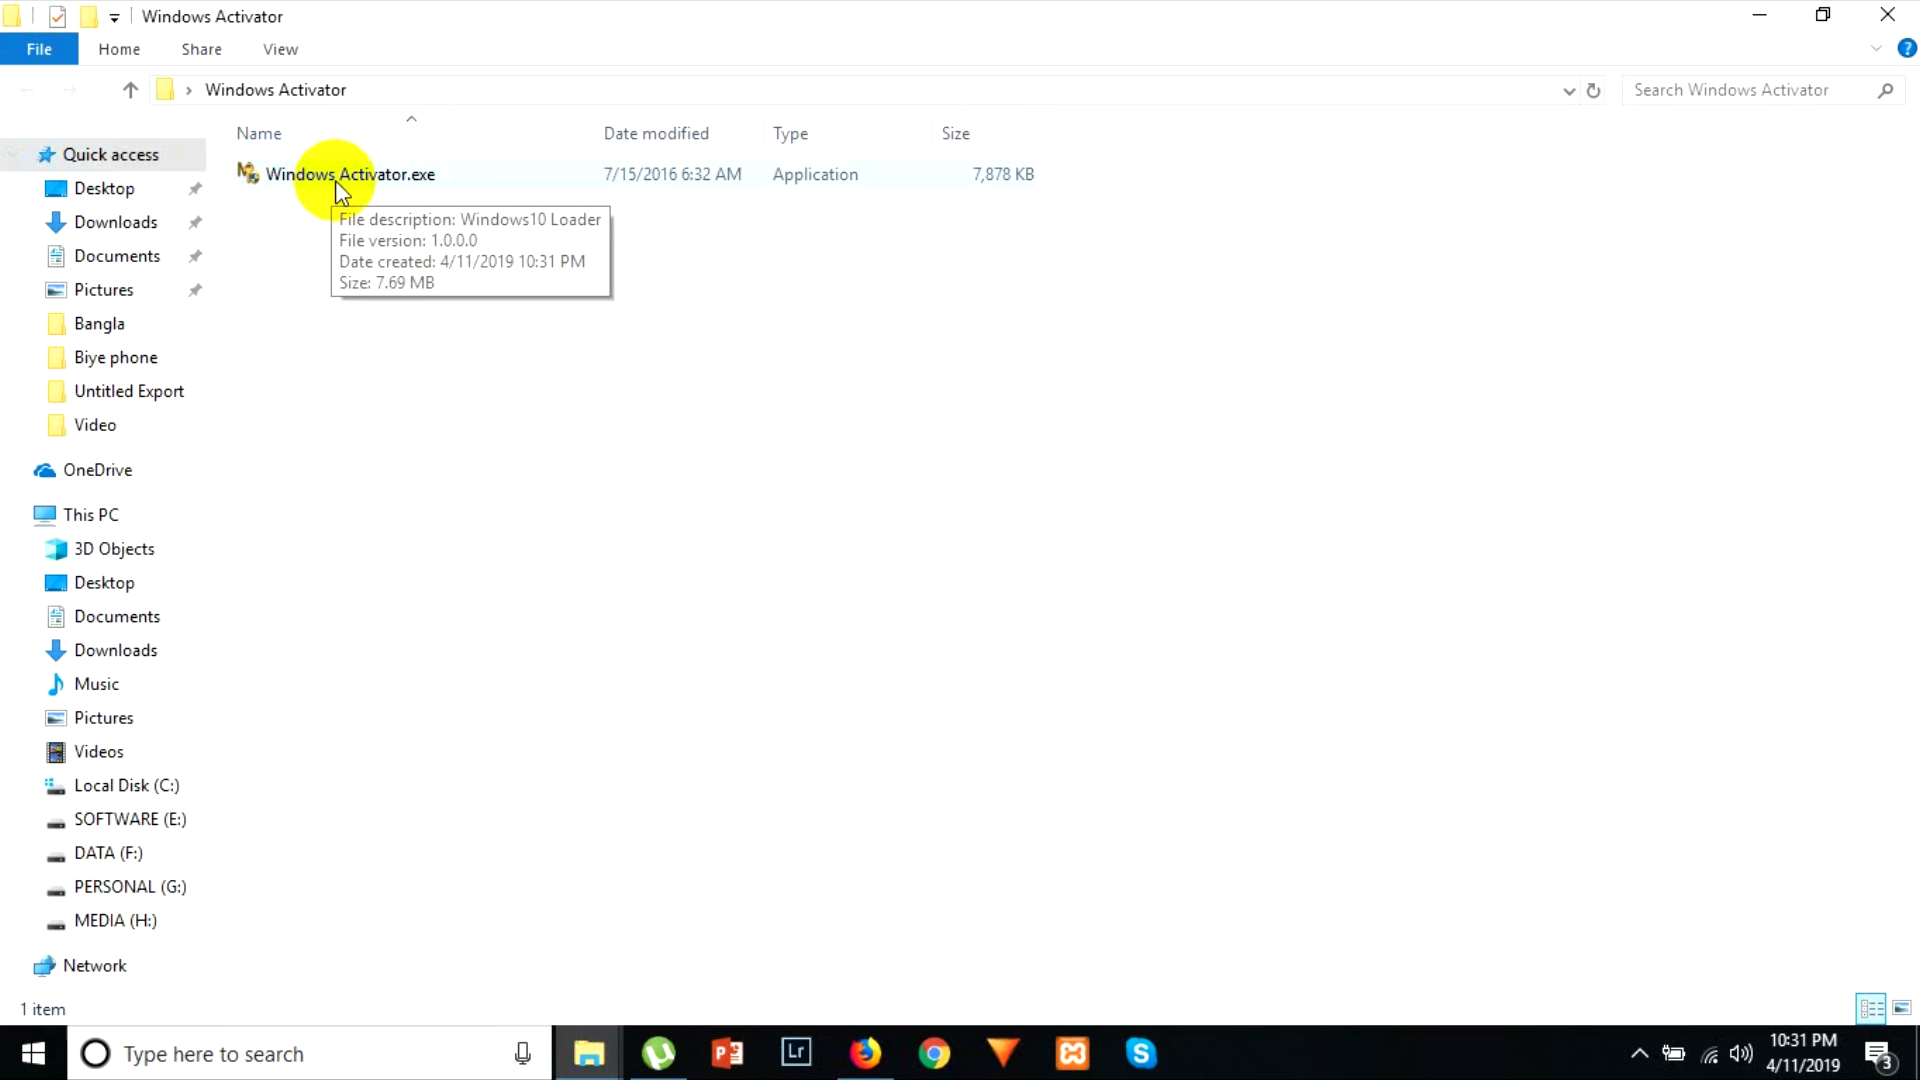 Windows Activator
File
Home
Share
View
?
Windows Activator
Search Windows Activator
Name
Date modified
Type
Size
Windows Activator.exe
7/15/2016 6:32 AM
Application
7,878 KB
File description: Windows10 Loader
File version: 1.0.0.0
Date created: 4/11/2019 10:31 PM
Size: 7.69 MB
Quick access
Desktop
Downloads
Documents
Pictures
Bangla
Biye phone
Untitled Export
Video
OneDrive
This PC
3D Objects
Desktop
Documents
Downloads
Music
Pictures
Videos
Local Disk (C:)
SOFTWARE (E:)
DATA (F:)
PERSONAL (G:)
MEDIA (H:)
Network
1 item
Type here to search
Lr
10:31 PM
4/11/2019
3